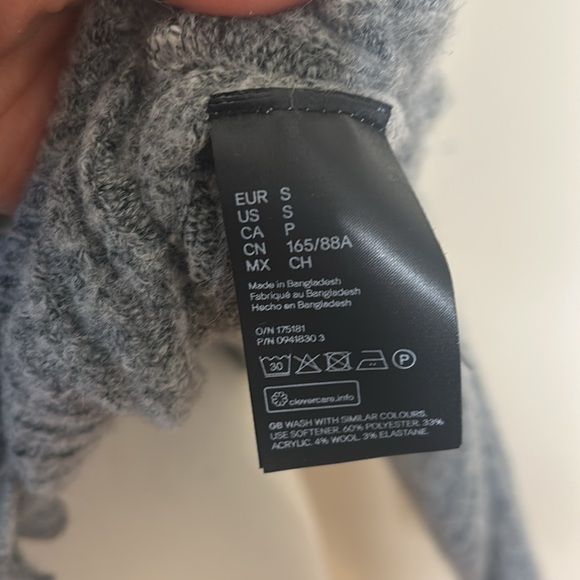 EUR S
US S
CA P
CN 165/88A
MX CH
Made in Bangladesh
Fabriqué au Bangladesh
Hecho en Bangladesh
O/N 175181
P/N 0941830 3
30 P
clevercare.info
GB WASH WITH SIMILAR COLOURS.
USE SOFTENER. 60% POLYESTER. 33%
ACRYLIC. 4% WOOL. 3% ELASTANE.